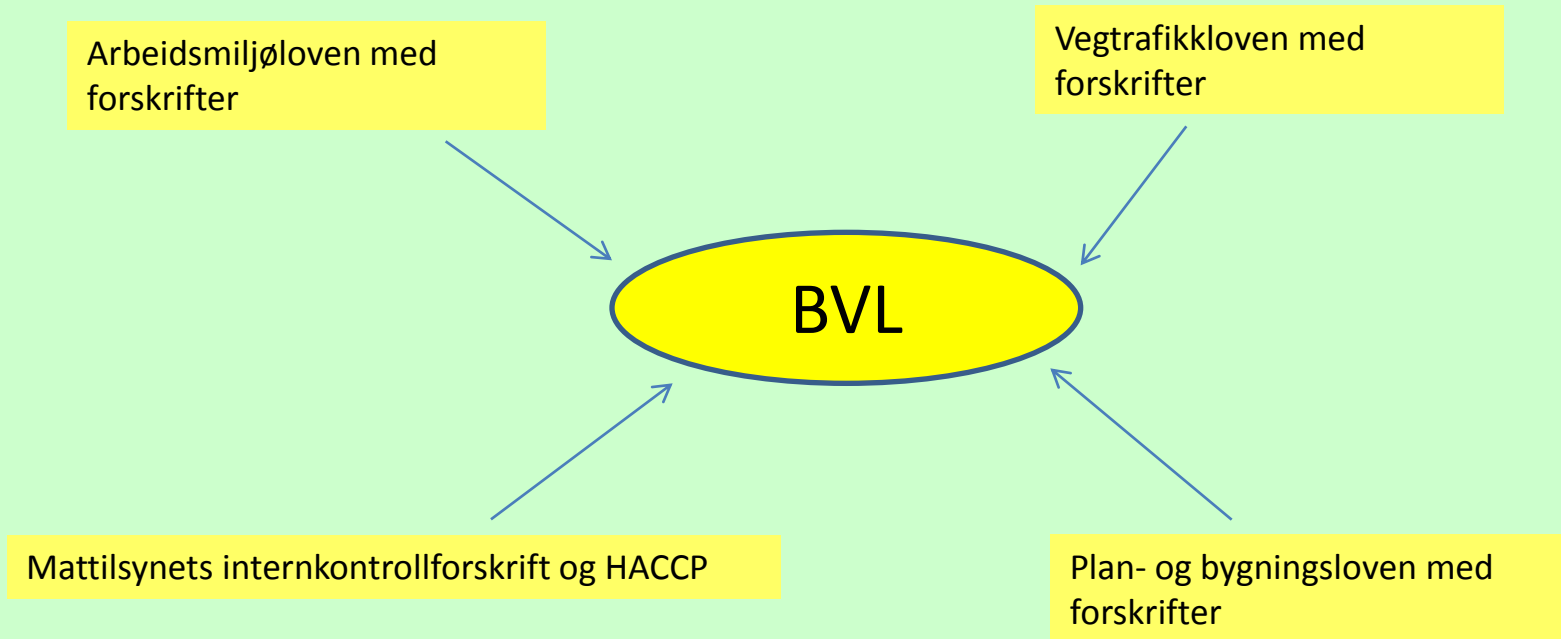 Arbeidsmiljøloven med
forskrifter
Vegtrafikkloven med
forskrifter
BVL
Mattilsynets internkontrollforskrift og HACCP
Plan- og bygningsloven med
forskrifter